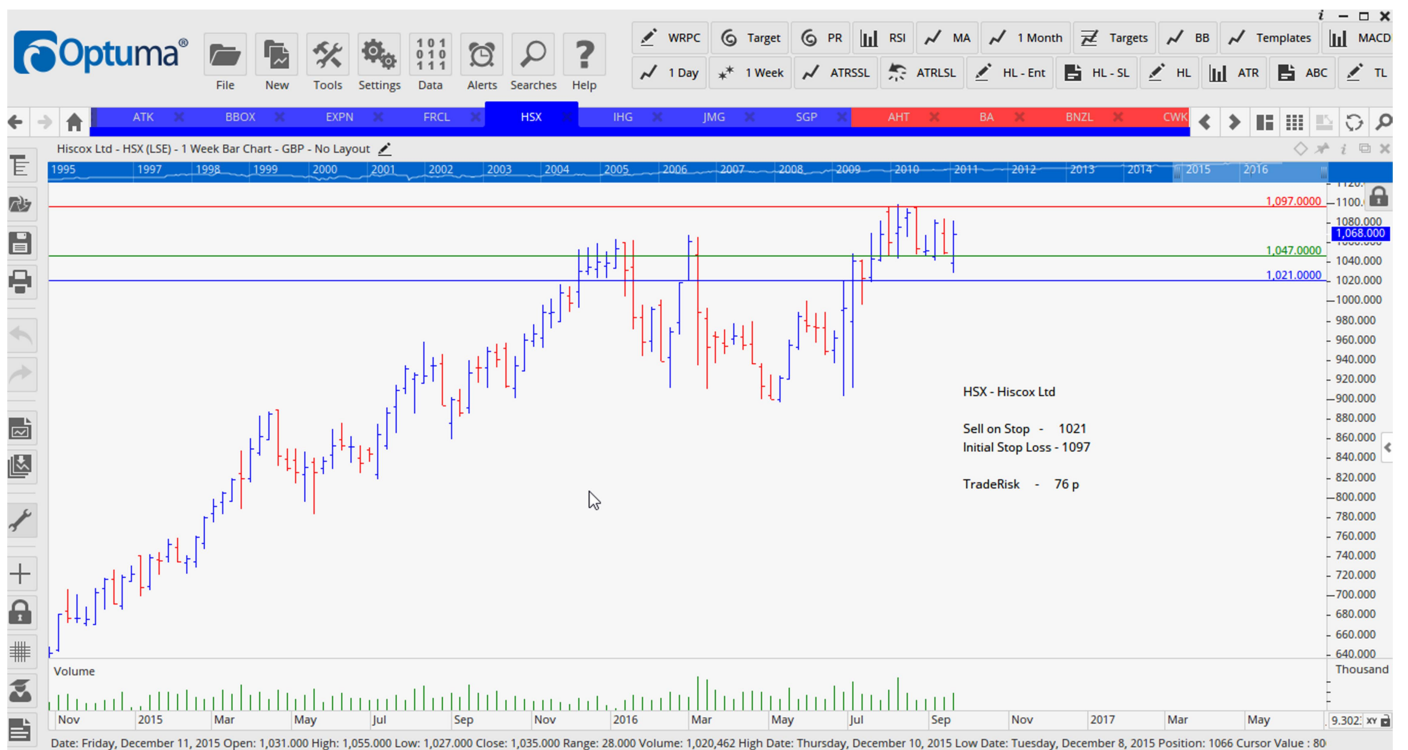 i
Optuma®
File
New
Tools
Settings
Data
Alerts
Searches
Help
WRPC
Target
PR
RSI
MA
1 Month
Targets
BB
Templates
MACD
1 Day
1 Week
ATRSSL
ATRLSL
HL - Ent
HL - SL
HL
ATR
ABC
TL
ATK
BBOX
EXPN
FRCL
HSX
IHG
JMG
SGP
AHT
BA
BNZL
CWK
Hiscox Ltd - HSX (LSE) - 1 Week Bar Chart - GBP - No Layout
1995 1997 1998 1999 2000 2001 2002 2003 2004 2005 2006 2007 2008 2009 2010 2011 2012 2013 2014 2015 2016
1,097.0000
1100.
1080.000
1,068.000
1,047.0000
1040.000
1,021.0000
1020.000
1000.000
980.000
960.000
940.000
920.000
900.000
880.000
860.000
840.000
820.000
800.000
780.000
760.000
740.000
720.000
700.000
680.000
660.000
640.000
HSX - Hiscox Ltd
Sell on Stop - 1021
Initial Stop Loss - 1097
TradeRisk - 76 p
Volume
Thousand
Nov 2015 Mar May Jul Sep Nov 2016 Mar May Jul Sep Nov 2017 Mar May
9.302
XY
Date: Friday, December 11, 2015 Open: 1,031.000 High: 1,055.000 Low: 1,027.000 Close: 1,035.000 Range: 28.000 Volume: 1,020,462 High Date: Thursday, December 10, 2015 Low Date: Tuesday, December 8, 2015 Position: 1066 Cursor Value : 80